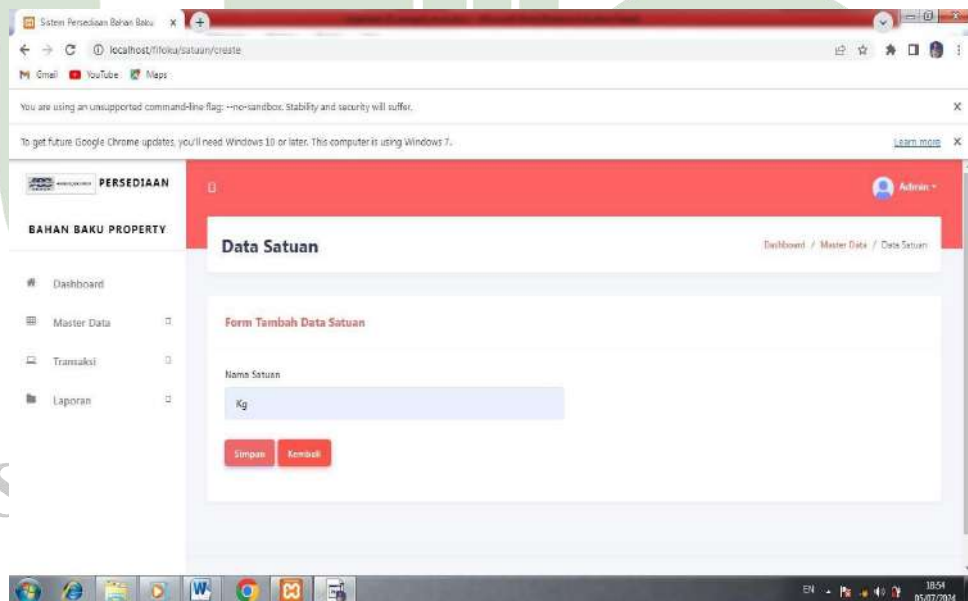 Sistem Persediaan Bahan Baku
localhost/fifoku/satuan/create
Gmail YouTube Maps
You are using an unsupported command-line flag: --no-sandbox. Stability and security will suffer.
To get future Google Chrome updates, you'll need Windows 10 or later. This computer is using Windows 7.
Learn more
PERSEDIAAN
BAHAN BAKU PROPERTY
Admin
Data Satuan
Dashboard / Master Data / Data Satuan
Dashboard
Master Data
Transaksi
Laporan
Form Tambah Data Satuan
Nama Satuan
Kg
Simpan Kembali
EN
18:54
05/07/2024